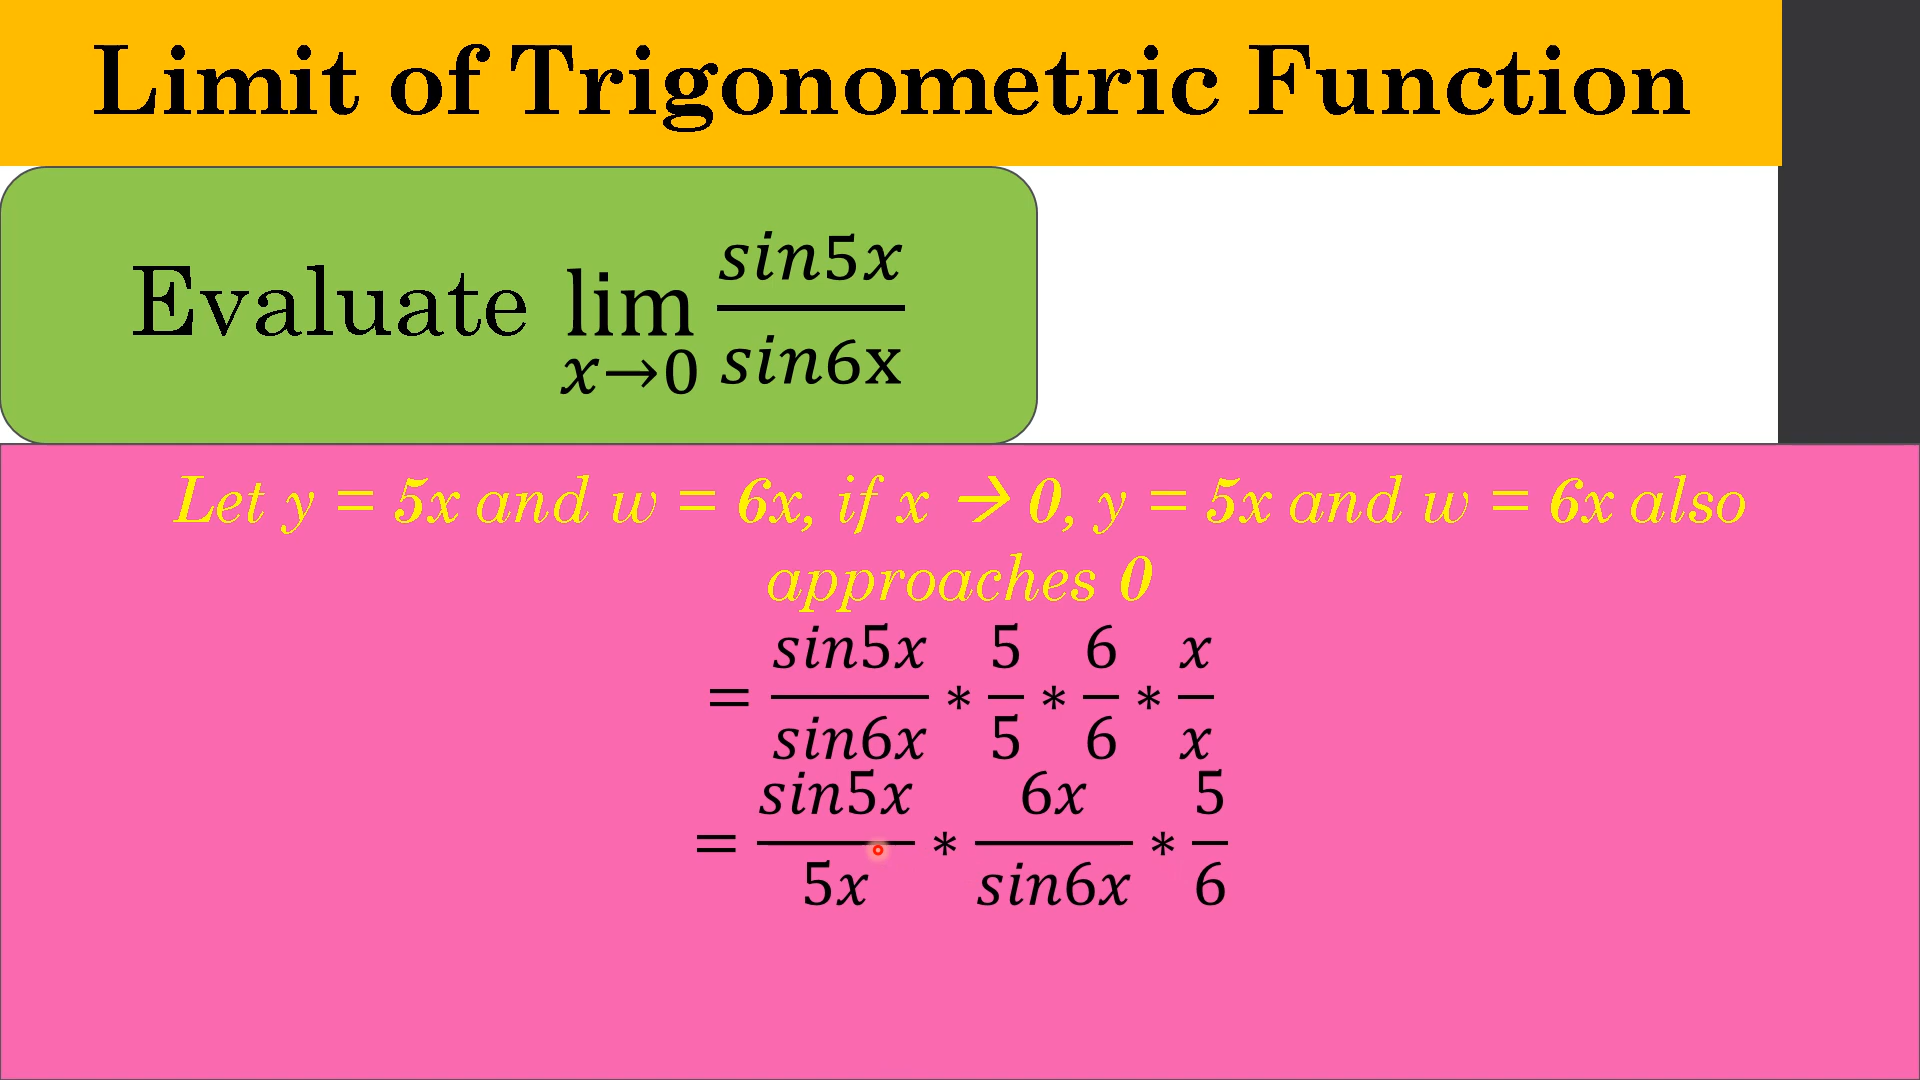 Limit of Trigonometric Function
Evaluate lim x→0 sin5x/sin6x
Let y = 5x and w = 6x, if x → 0, y = 5x and w = 6x also
approaches 0
= sin5x/sin6x * 5/5 * 6/6 * x/x
= sin5x/5x * 6x/sin6x * 5/6